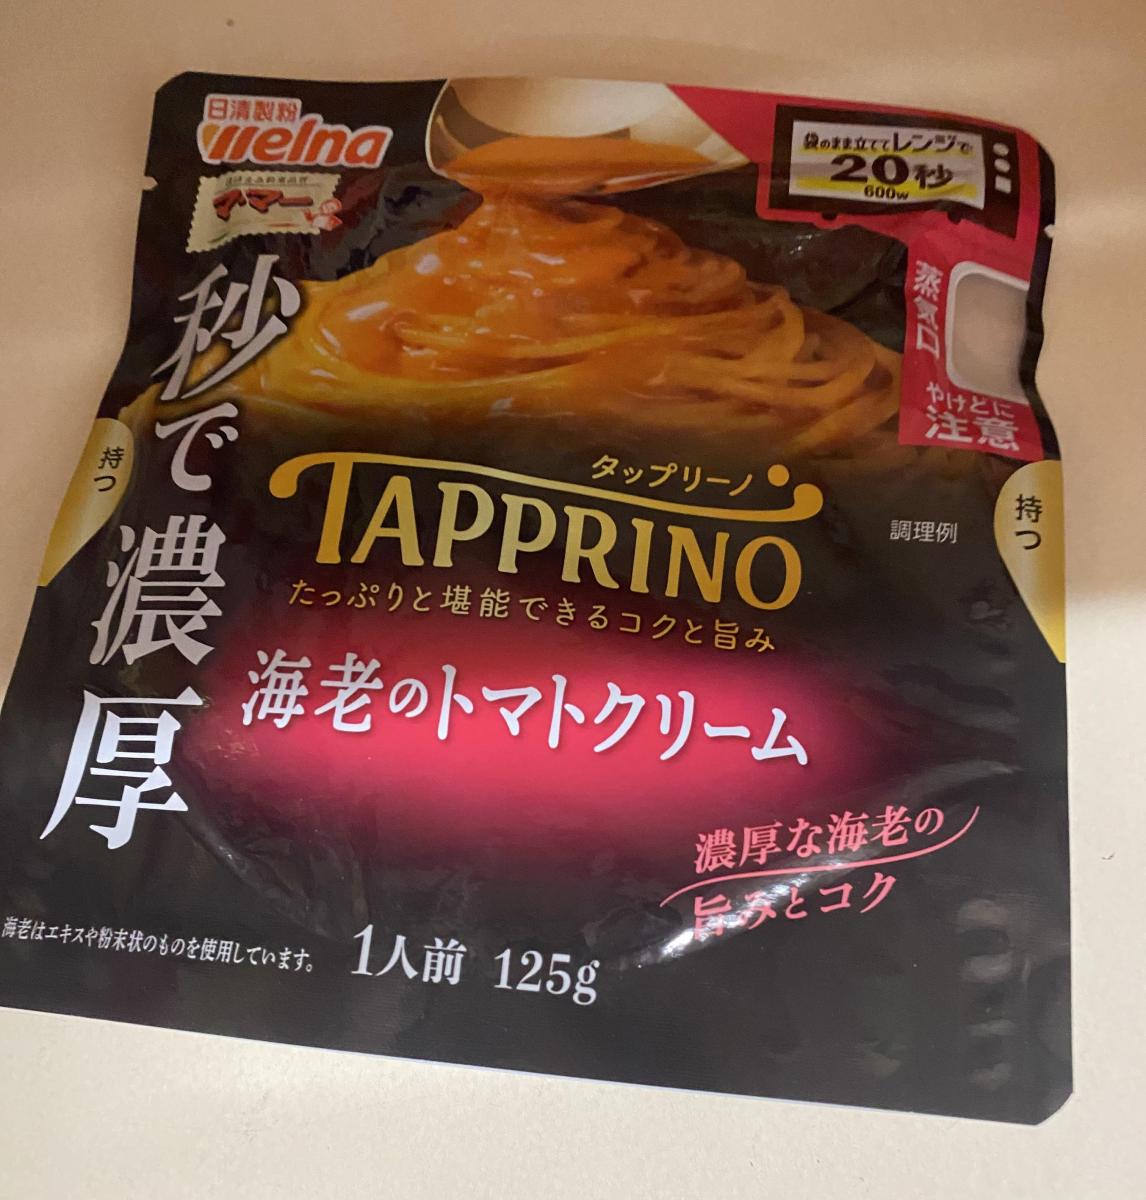 日清製粉
welna
マ・マー
袋のまま立ててレンジで
20秒
600w
蒸気口
やけどに
注意
秒で濃厚
持つ
持つ
タップリーノ
TAPPRINO
調理例
たっぷりと堪能できるコクと旨み
海老のトマトクリーム
濃厚な海老の
旨みとコク
海老はエキスや粉末状のものを使用しています。
1人前 125g